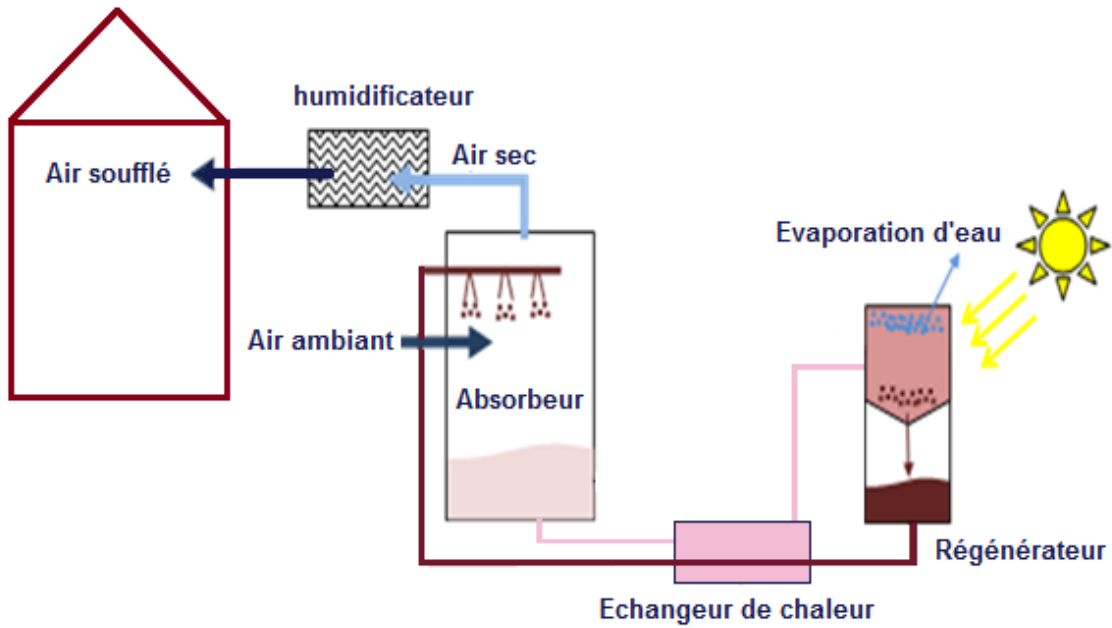 humidificateur
Air sec
Air soufflé
Evaporation d'eau
Air ambiant
Absorbeur
Régénérateur
Echangeur de chaleur